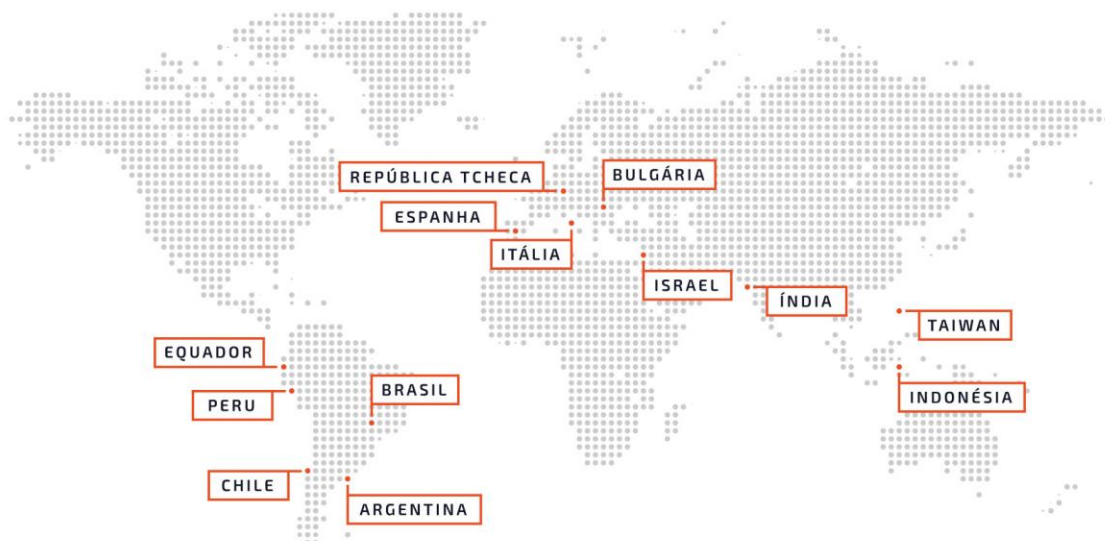 REPÚBLICA TCHECA
BULGÁRIA
ESPANHA
ITÁLIA
ISRAEL
ÍNDIA
TAIWAN
EQUADOR
BRASIL
PERU
INDONÉSIA
CHILE
ARGENTINA